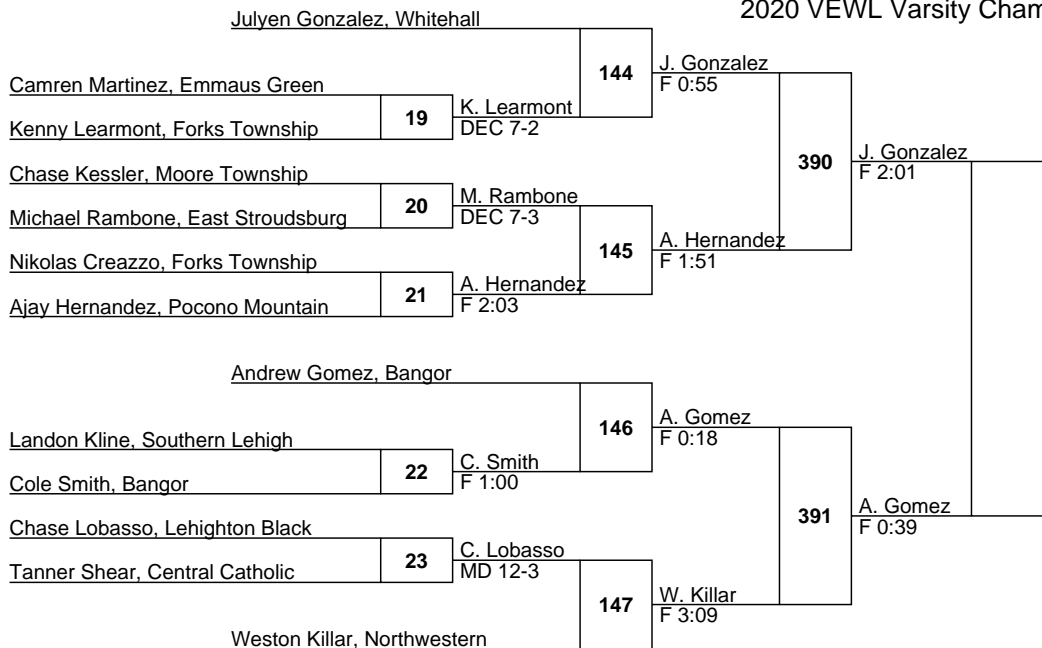 2020 VEWL Varsity Cham
Julyen Gonzalez, Whitehall
144
J. Gonzalez
F 0:55
Camren Martinez, Emmaus Green
19
K. Learmont
DEC 7-2
Kenny Learmont, Forks Township
390
J. Gonzalez
F 2:01
Chase Kessler, Moore Township
20
M. Rambone
DEC 7-3
Michael Rambone, East Stroudsburg
145
A. Hernandez
F 1:51
Nikolas Creazzo, Forks Township
21
A. Hernandez
F 2:03
Ajay Hernandez, Pocono Mountain
Andrew Gomez, Bangor
146
A. Gomez
F 0:18
Landon Kline, Southern Lehigh
22
C. Smith
F 1:00
Cole Smith, Bangor
391
A. Gomez
F 0:39
Chase Lobasso, Lehighton Black
23
C. Lobasso
MD 12-3
Tanner Shear, Central Catholic
147
W. Killar
F 3:09
Weston Killar, Northwestern